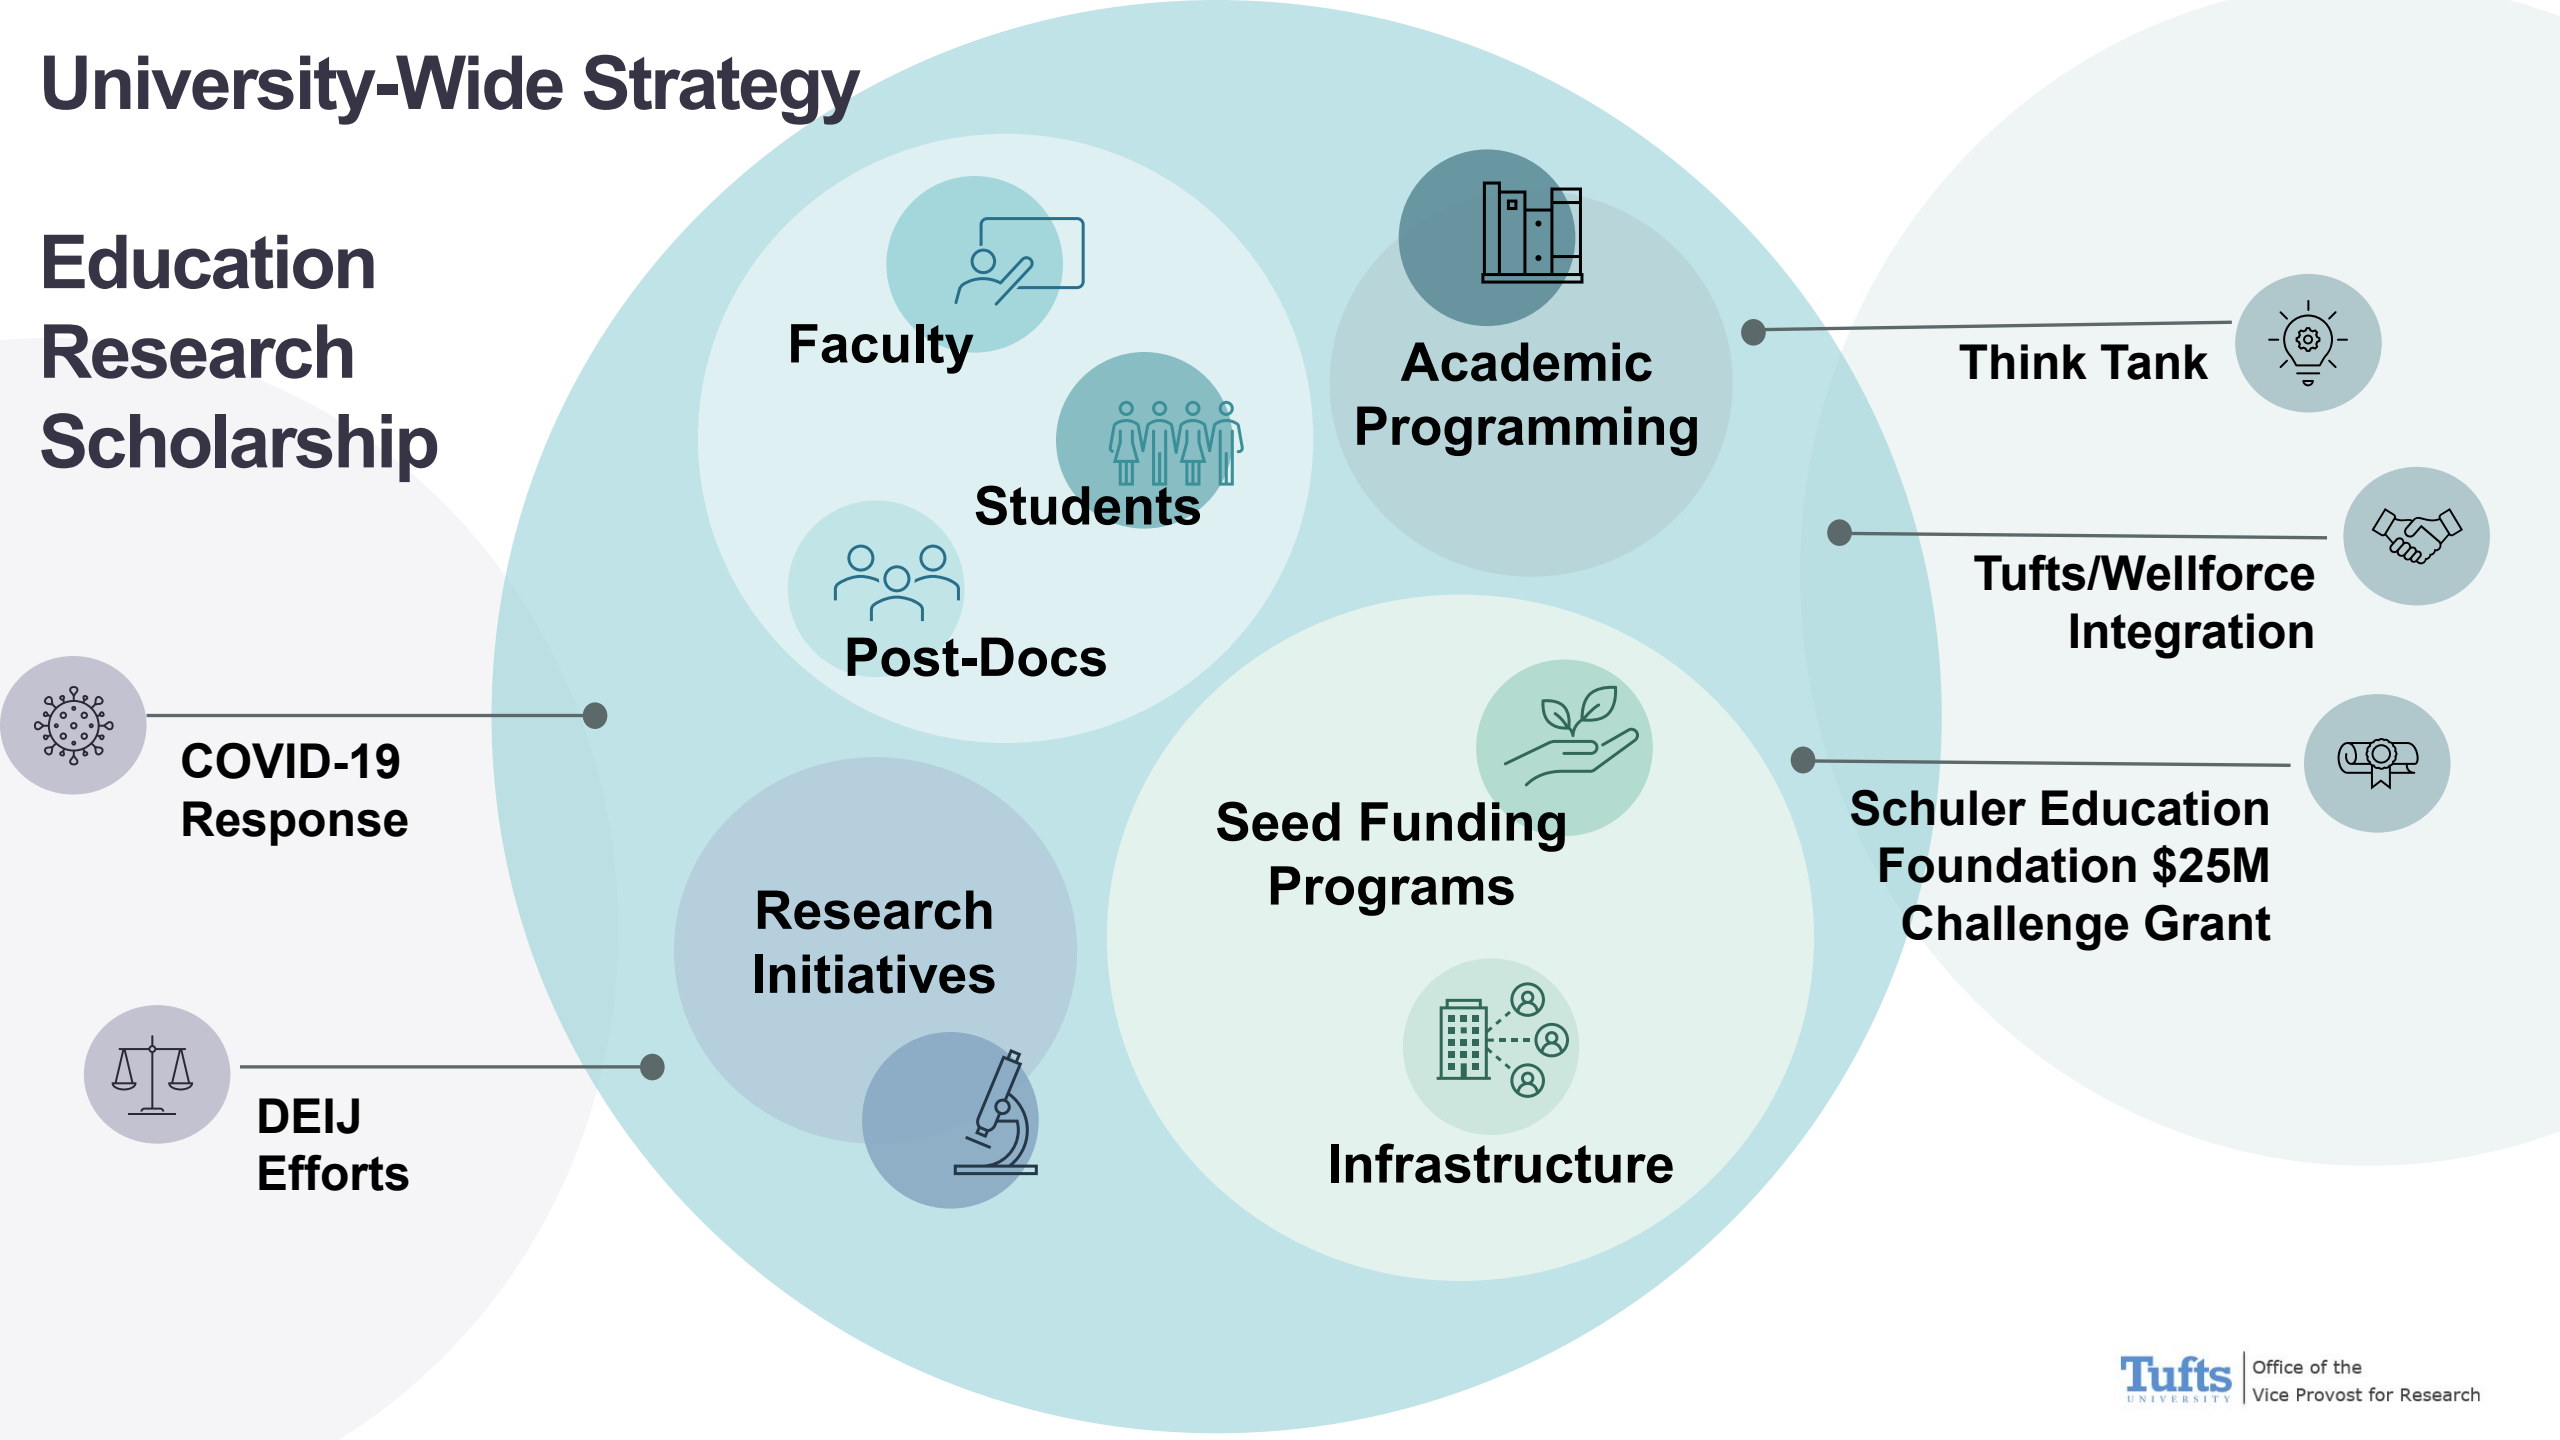 University-Wide Strategy
Education
Research
Scholarship
Faculty
Students
Post-Docs
Academic
Programming
Research
Initiatives
Seed Funding
Programs
Infrastructure
COVID-19
Response
DEIJ
Efforts
Think Tank
Tufts/Wellforce
Integration
Schuler Education
Foundation $25M
Challenge Grant
Tufts
UNIVERSITY
Office of the
Vice Provost for Research